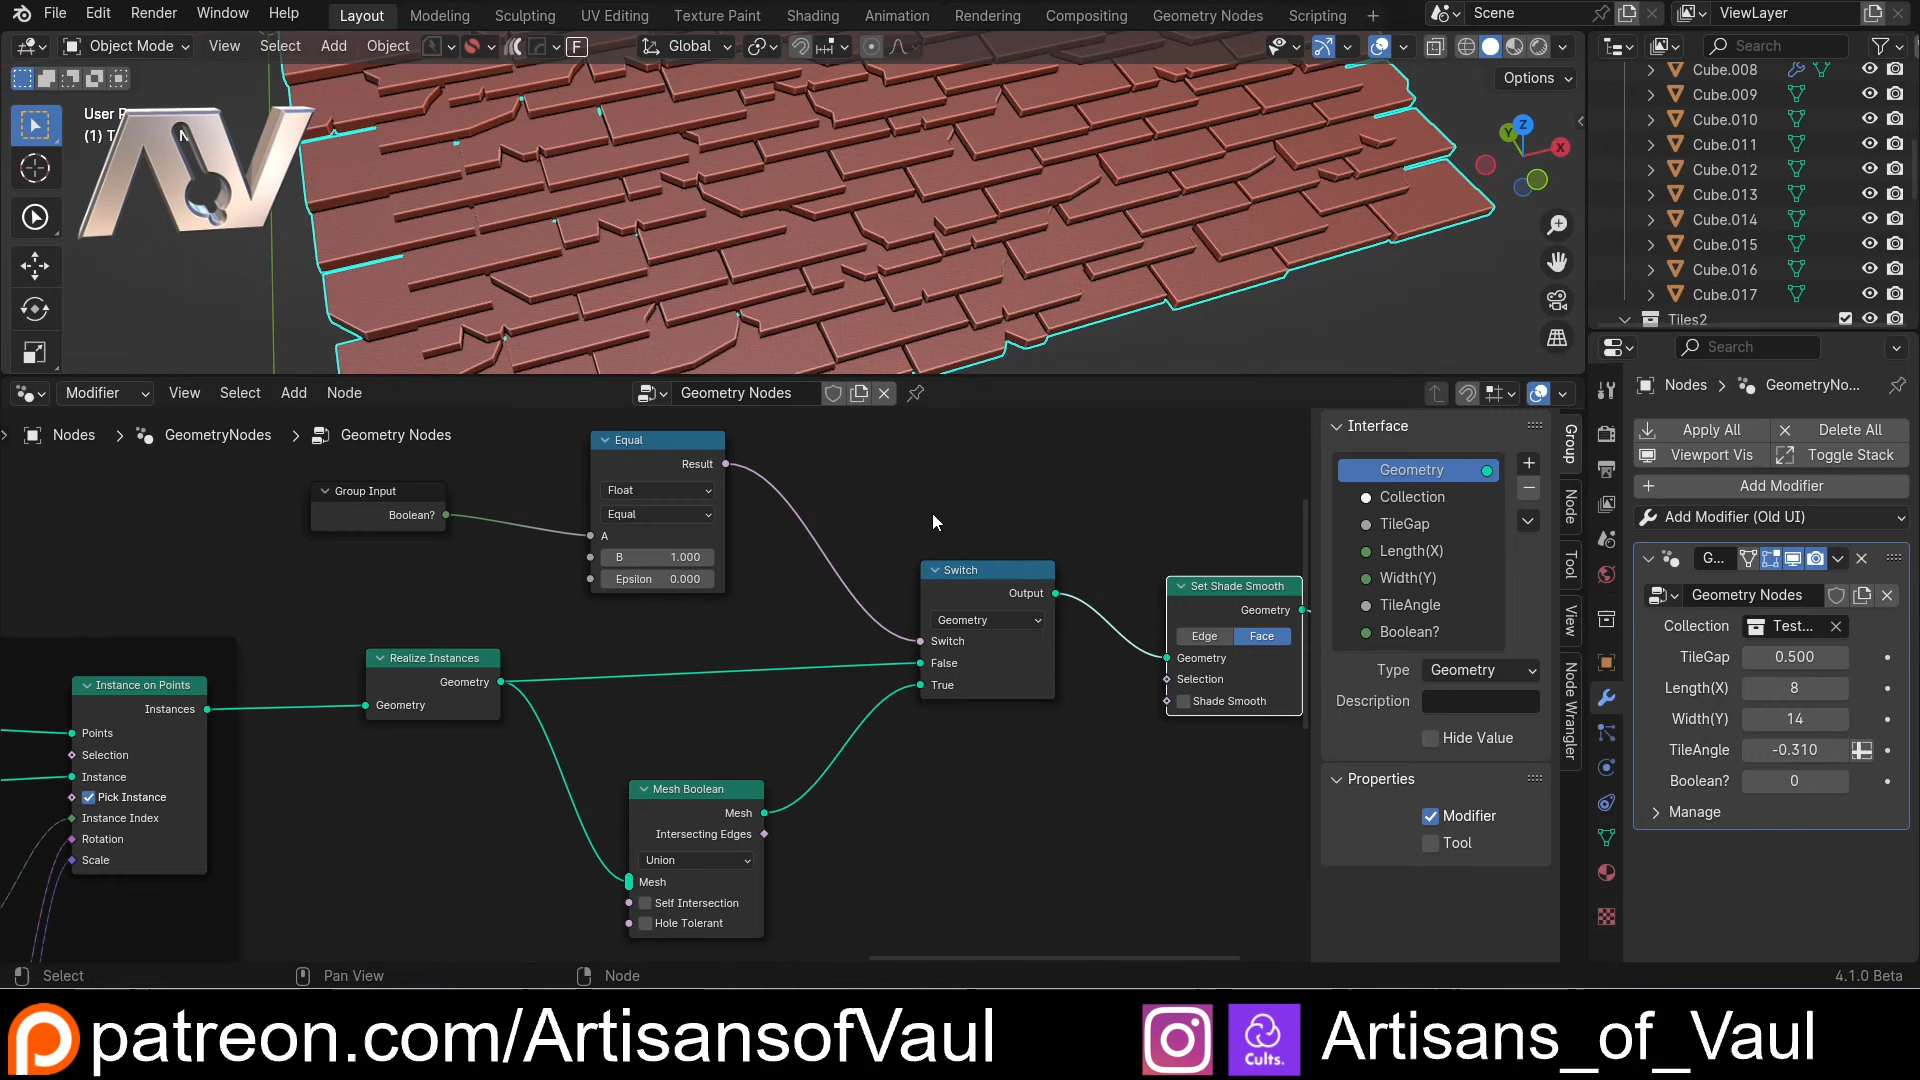 File Edit Render Window Help Layout Modeling Sculpting UV Editing Texture Paint Shading Animation Rendering Compositing Geometry Nodes Scripting + Scene ViewLayer
Object Mode View Select Add Object F Global Search
Options
User
(1)
AV
Z
Y
X
Cube.008
Cube.009
Cube.010
Cube.011
Cube.012
Cube.013
Cube.014
Cube.015
Cube.016
Cube.017
Tiles2
Search
Modifier View Select Add Node Geometry Nodes
Nodes > GeometryNodes > Geometry Nodes
Group Input
Boolean?
Equal
Result
Float
Equal
A
B 1.000
Epsilon 0.000
Instance on Points
Instances
Points
Selection
Instance
Pick Instance
Instance Index
Rotation
Scale
Realize Instances
Geometry
Geometry
Mesh Boolean
Mesh
Intersecting Edges
Union
Mesh
Self Intersection
Hole Tolerant
Switch
Output
Geometry
Switch
False
True
Set Shade Smooth
Geometry
Edge Face
Geometry
Selection
Shade Smooth
Interface
Geometry
Collection
TileGap
Length(X)
Width(Y)
TileAngle
Boolean?
Type Geometry
Description
Hide Value
Properties
Modifier
Tool
Group
Node
Tool
View
Node Wrangler
Nodes > GeometryNo...
Apply All Delete All
Viewport Vis Toggle Stack
Add Modifier
Add Modifier (Old UI)
G...
Geometry Nodes
Collection Test...
TileGap 0.500
Length(X) 8
Width(Y) 14
TileAngle -0.310
Boolean? 0
Manage
Select Pan View Node 4.1.0 Beta
patreon.com/ArtisansofVaul Cults. Artisans_of_Vaul